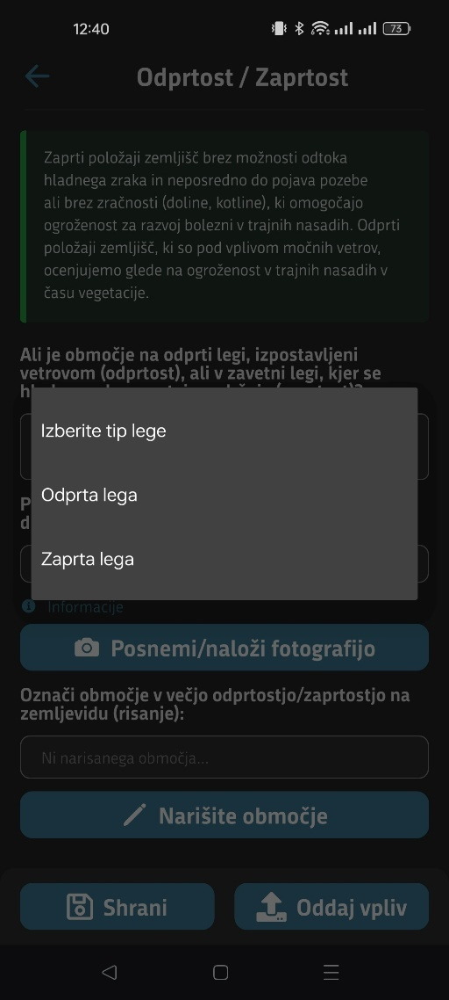 12:40
73
Odprtost / Zaprtost
Zaprti položaji zemljišč brez možnosti odtoka
hladnega zraka in neposredno do pojava pozebe
ali brez zračnosti (doline, kotline), ki omogočajo
ogroženost za razvoj bolezni v trajnih nasadih. Odprti
položaji zemljišč, ki so pod vplivom močnih vetrov,
ocenjujemo glede na ogroženost v trajnih nasadih v
času vegetacije.
Ali je območje na odprti legi, izpostavljeni
vetrovom (odprtost), ali v zavetni legi, kjer se
Izberite tip lege
Odprta lega
Zaprta lega
Informacije
Posnemi/naloži fotografijo
Označi območje v večjo odprtostjo/zaprtostjo na
zemljevidu (risanje):
Ni narisanega območja...
Narišite območje
Shrani
Oddaj vpliv